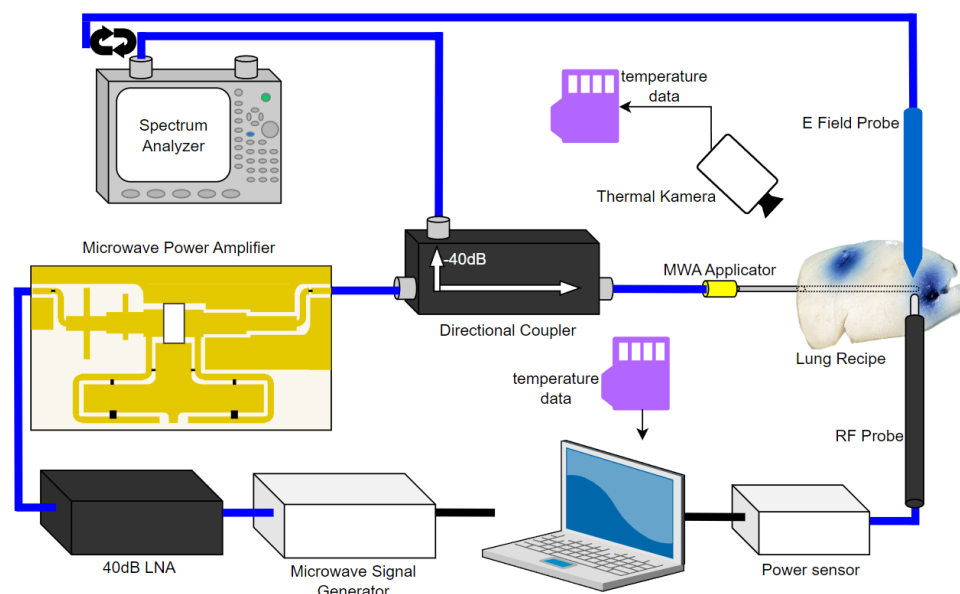 Spectrum
Analyzer
temperature
data
E Field Probe
Thermal Kamera
Microwave Power Amplifier
-40dB
MWA Applicator
Directional Coupler
Lung Recipe
temperature
data
RF Probe
40dB LNA
Microwave Signal
Generator
Power sensor